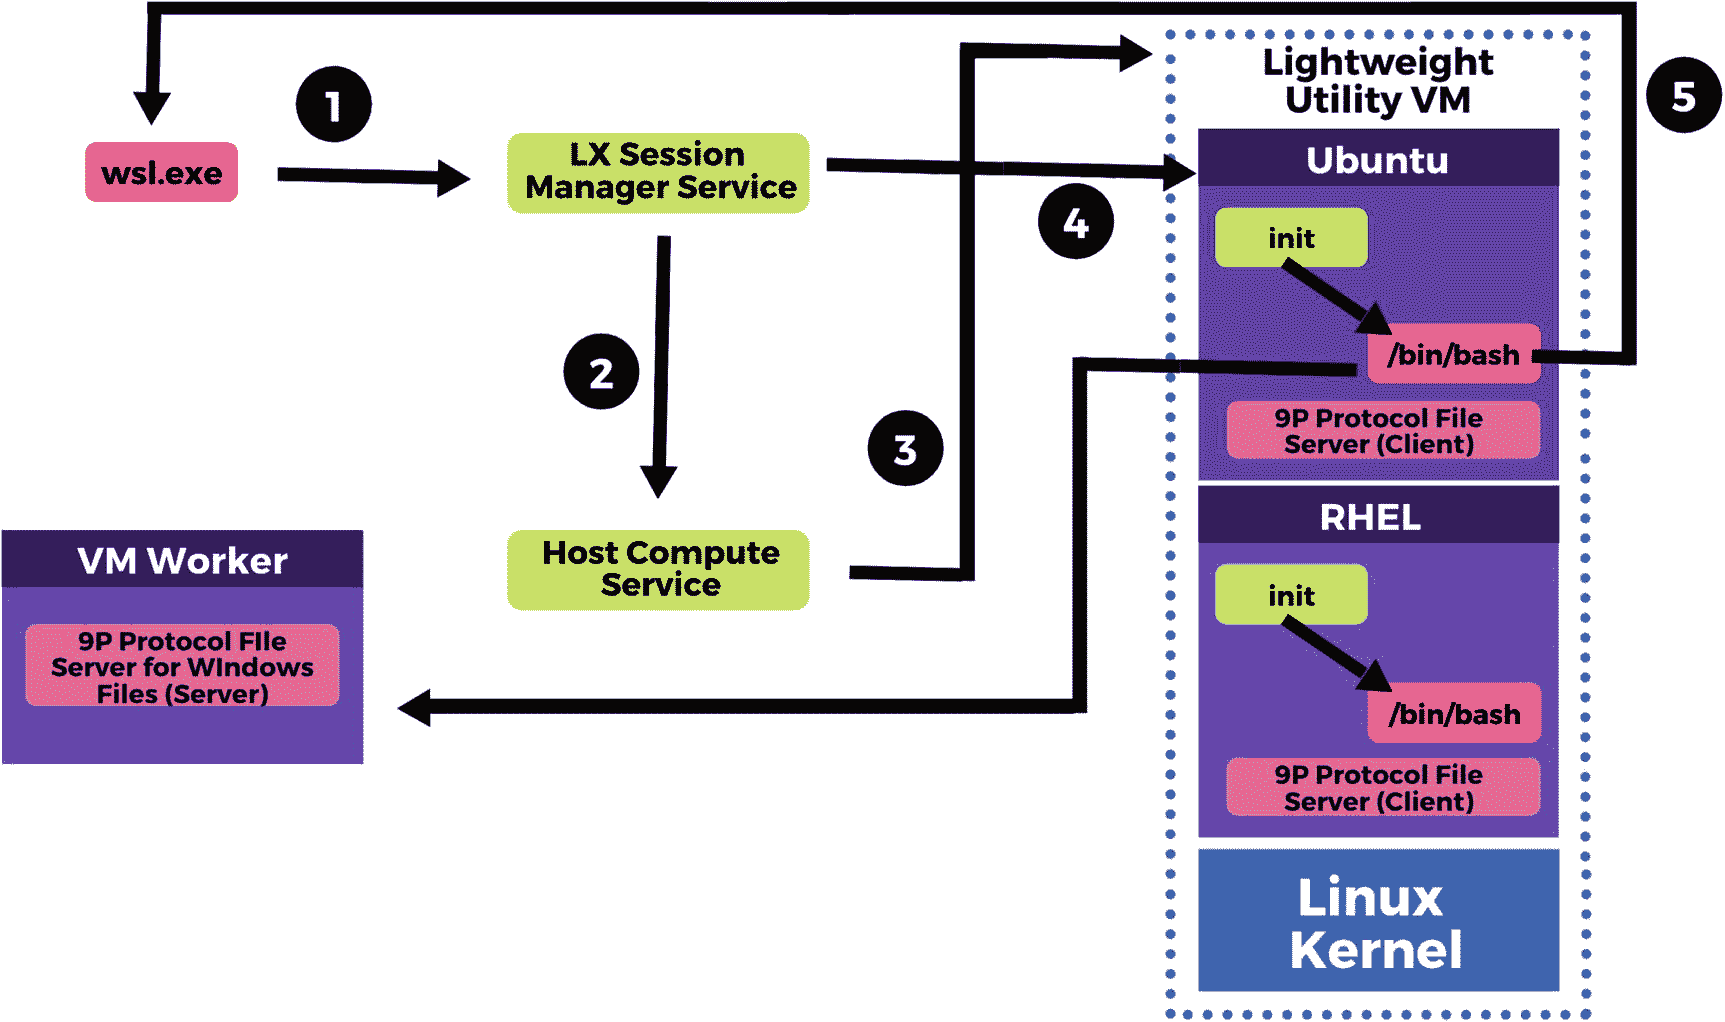 1
5
Lightweight
Utility VM
wsl.exe
LX Session
Manager Service
Ubuntu
4
init
2
/bin/bash
3
9P Protocol File
Server (Client)
RHEL
VM Worker
Host Compute
Service
init
9P Protocol FIle
Server for WIndows
Files (Server)
/bin/bash
9P Protocol File
Server (Client)
Linux
Kernel